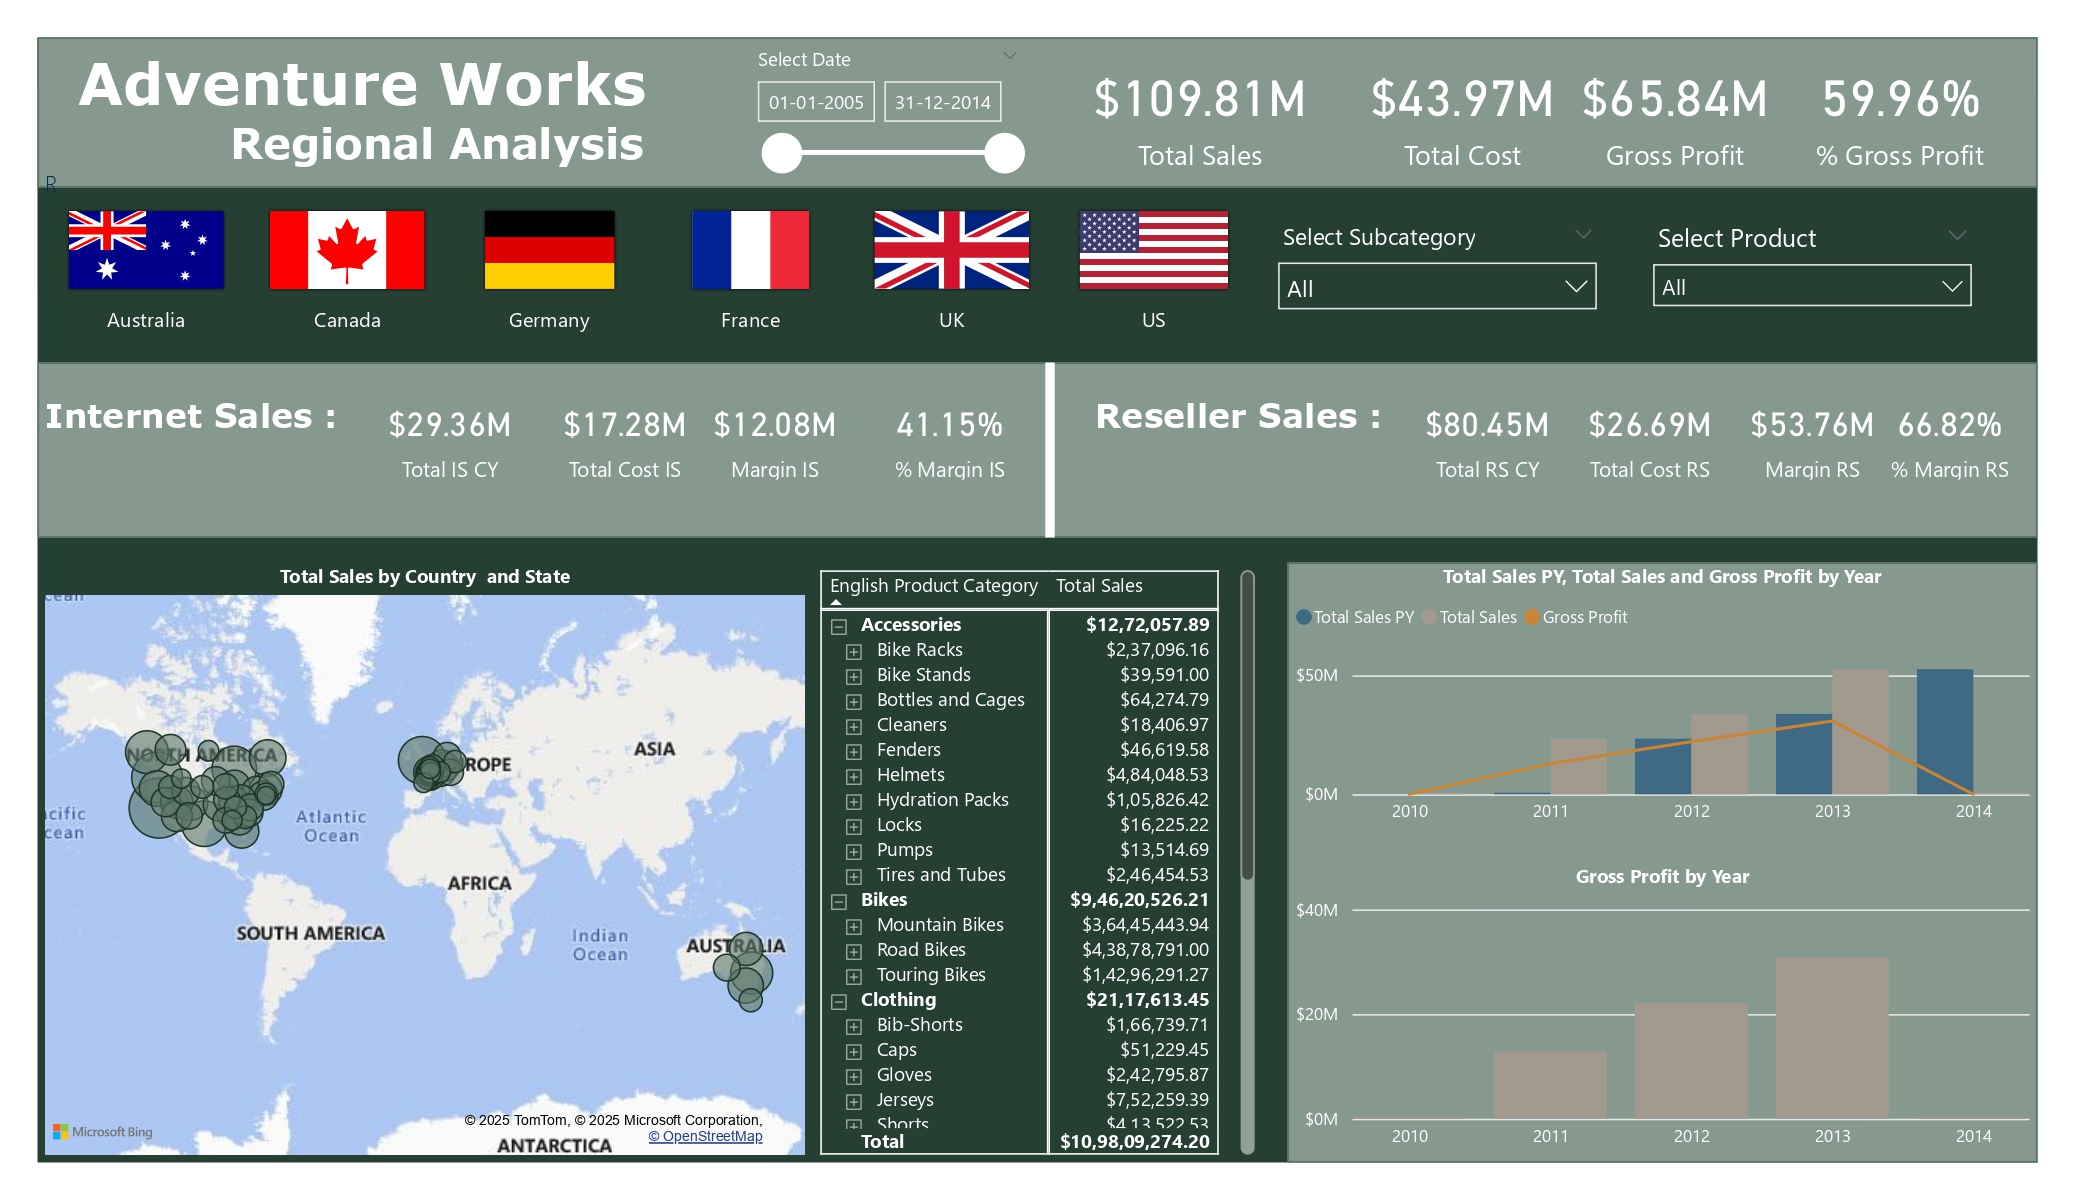 Adventure Works
Regional Analysis
R
Select Date
01-01-2005
31-12-2014
$109.81M
Total Sales
$43.97M
Total Cost
$65.84M
Gross Profit
59.96%
% Gross Profit
Australia
Canada
Germany
France
UK
US
Select Subcategory
All
Select Product
All
Internet Sales :
$29.36M
Total IS CY
$17.28M
Total Cost IS
$12.08M
Margin IS
41.15%
% Margin IS
Reseller Sales :
$80.45M
Total RS CY
$26.69M
Total Cost RS
$53.76M
Margin RS
66.82%
% Margin RS
Total Sales by Country  and State
cean
NORTH AMERICA
ROPE
ASIA
cific
cean
Atlantic
Ocean
AFRICA
SOUTH AMERICA
Indian
Ocean
AUSTRALIA
ANTARCTICA
Microsoft Bing
© 2025 TomTom, © 2025 Microsoft Corporation,
© OpenStreetMap
English Product Category Total Sales
Accessories $12,72,057.89
Bike Racks $2,37,096.16
Bike Stands $39,591.00
Bottles and Cages $64,274.79
Cleaners $18,406.97
Fenders $46,619.58
Helmets $4,84,048.53
Hydration Packs $1,05,826.42
Locks $16,225.22
Pumps $13,514.69
Tires and Tubes $2,46,454.53
Bikes $9,46,20,526.21
Mountain Bikes $3,64,45,443.94
Road Bikes $4,38,78,791.00
Touring Bikes $1,42,96,291.27
Clothing $21,17,613.45
Bib-Shorts $1,66,739.71
Caps $51,229.45
Gloves $2,42,795.87
Jerseys $7,52,259.39
Shorts $4,13,522.53
Total $10,98,09,274.20
Total Sales PY, Total Sales and Gross Profit by Year
Total Sales PY Total Sales Gross Profit
$50M
$0M
2010 2011 2012 2013 2014
Gross Profit by Year
$40M
$20M
$0M
2010 2011 2012 2013 2014